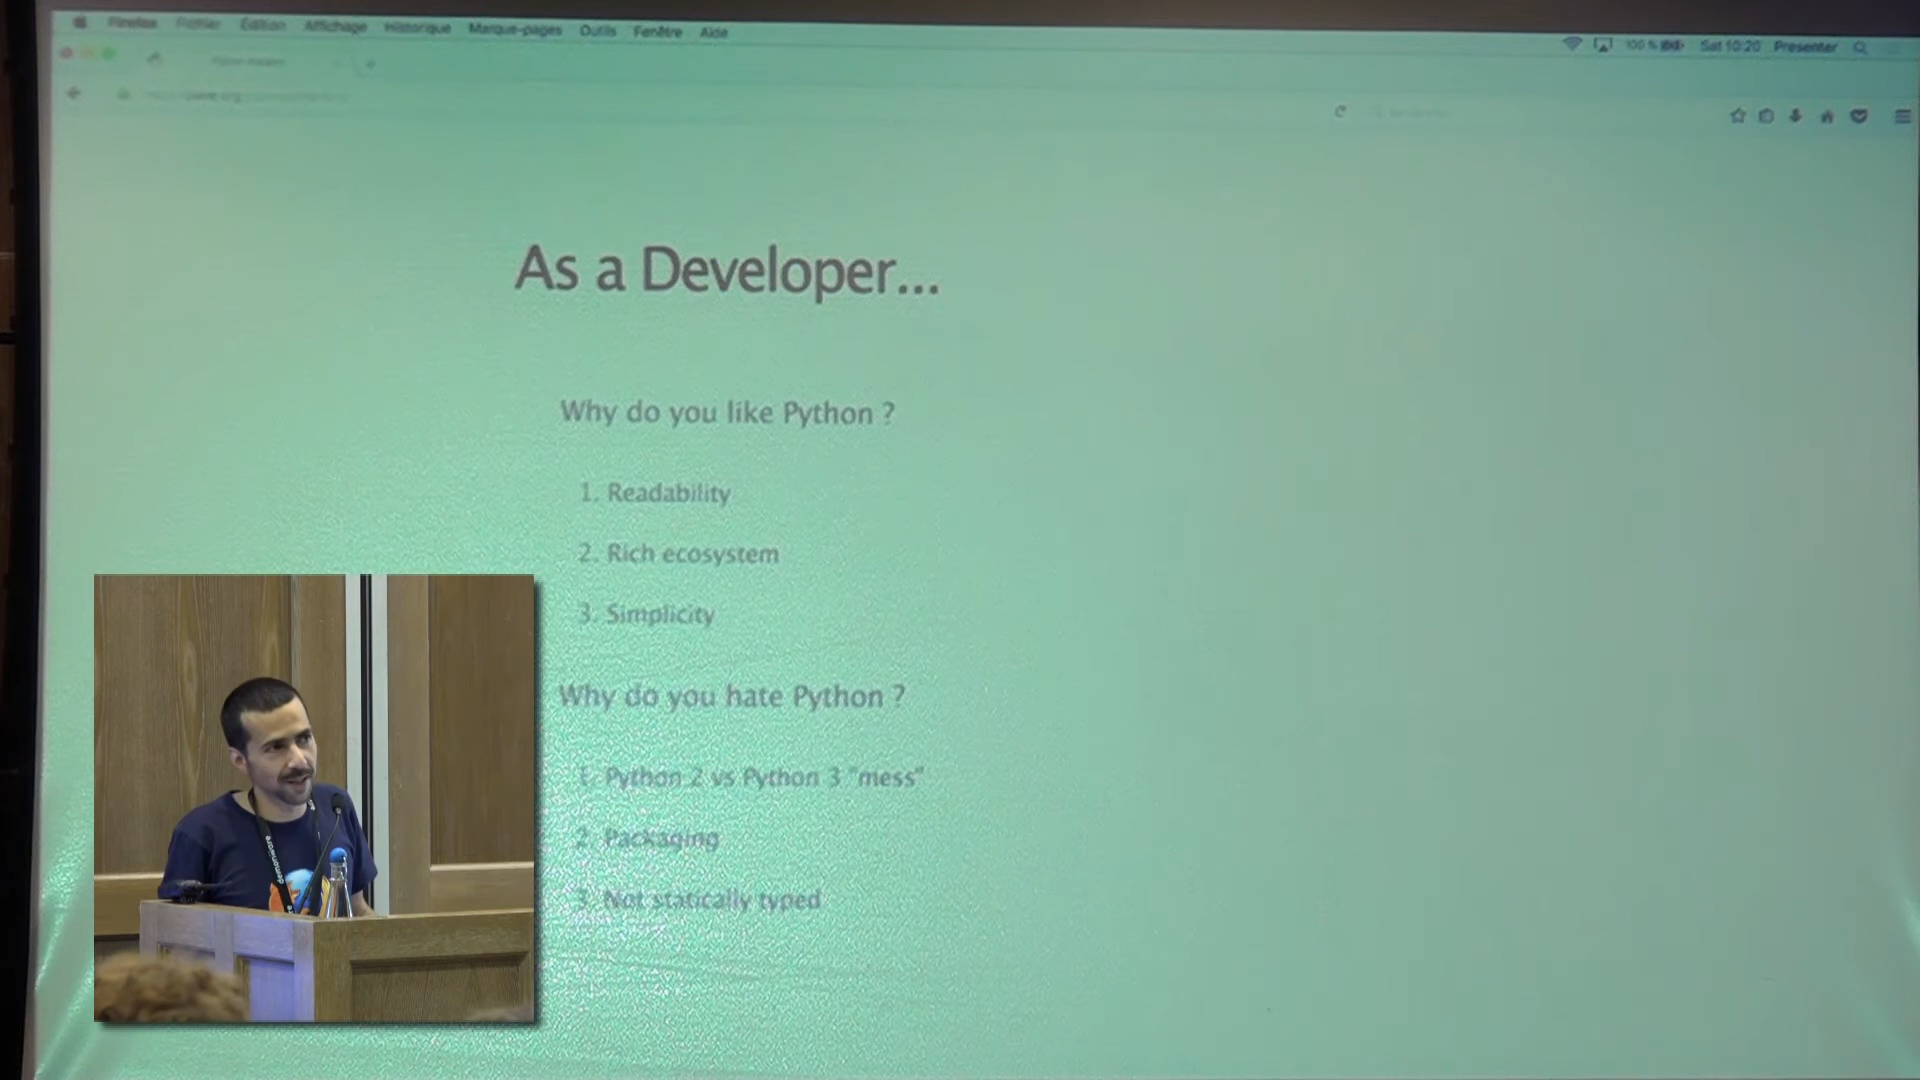 Firefox Fichier Édition Affichage Historique Marque-pages Outils Fenêtre Aide
100 % Sat 10:20 Presenter
As a Developer...
Why do you like Python ?
1. Readability
2. Rich ecosystem
3. Simplicity
Why do you hate Python ?
1. Python 2 vs Python 3 "mess"
2. Packaging
3. Not statically typed
demonware